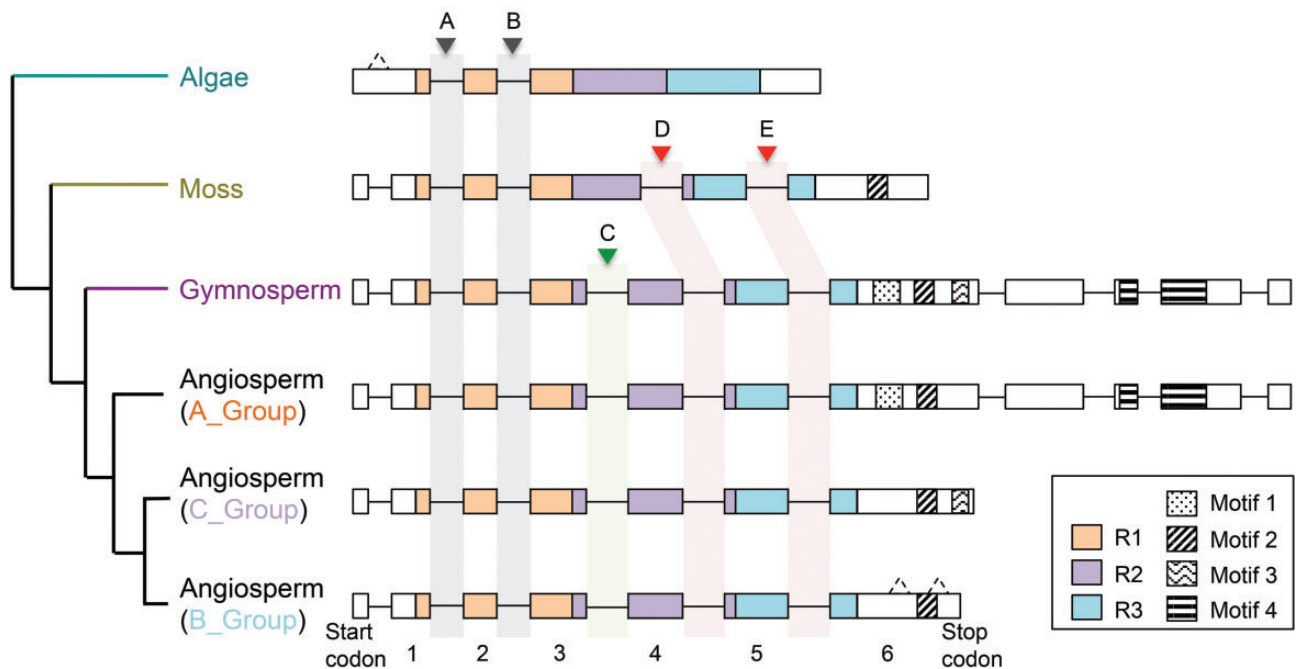 A B
Algae
D E
Moss
C
Gymnosperm
Angiosperm
(A_Group)
Angiosperm
(C_Group)
Angiosperm
(B_Group)
Start
codon
1 2 3 4 5 6
Stop
codon
Motif 1
R1 Motif 2
R2 Motif 3
R3 Motif 4